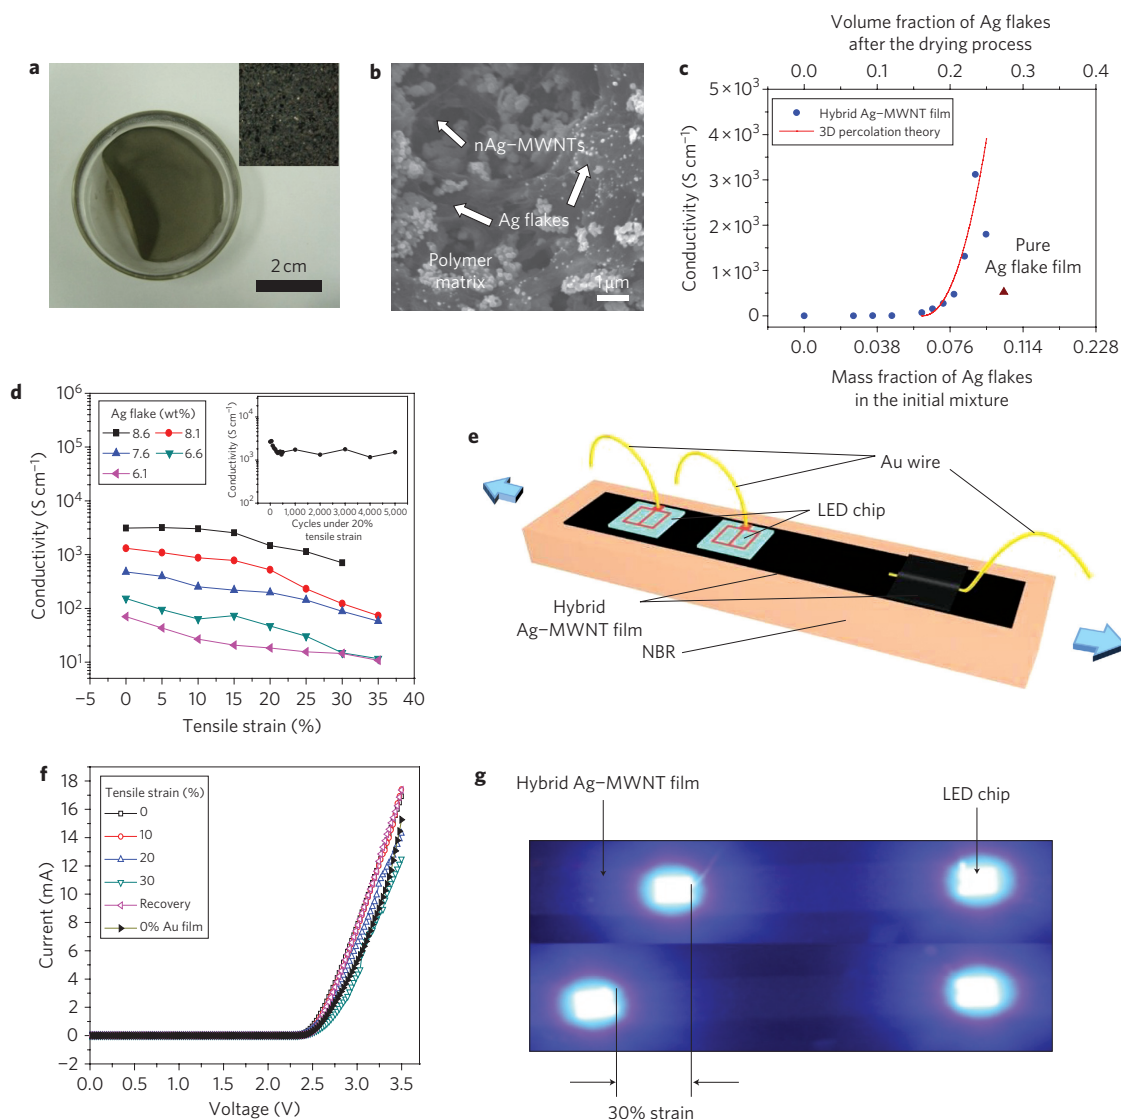 a
2 cm
b
nAg–MWNTs
Ag flakes
Polymer
matrix
1 μm
c
Volume fraction of Ag flakes
after the drying process
0.0 0.1 0.2 0.3 0.4
5 × 10³
4 × 10³
3 × 10³
2 × 10³
1 × 10³
0
Conductivity (S cm⁻¹)
Hybrid Ag–MWNT film
3D percolation theory
Pure
Ag flake film
0.0 0.038 0.076 0.114 0.228
Mass fraction of Ag flakes
in the initial mixture
d
10⁶
10⁵
10⁴
10³
10²
10¹
Conductivity (S cm⁻¹)
Ag flake (wt%)
8.6 8.1
7.6 6.6
6.1
10⁴
10³
10²
Conductivity (S cm⁻¹)
0 1,000 2,000 3,000 4,000 5,000
Cycles under 20%
tensile strain
−5 0 5 10 15 20 25 30 35 40
Tensile strain (%)
e
Au wire
LED chip
Hybrid
Ag–MWNT film
NBR
f
18
16
14
12
10
8
6
4
2
0
−2
Current (mA)
Tensile strain (%)
0
10
20
30
Recovery
0% Au film
0.0 0.5 1.0 1.5 2.0 2.5 3.0 3.5
Voltage (V)
g
Hybrid Ag–MWNT film
LED chip
30% strain